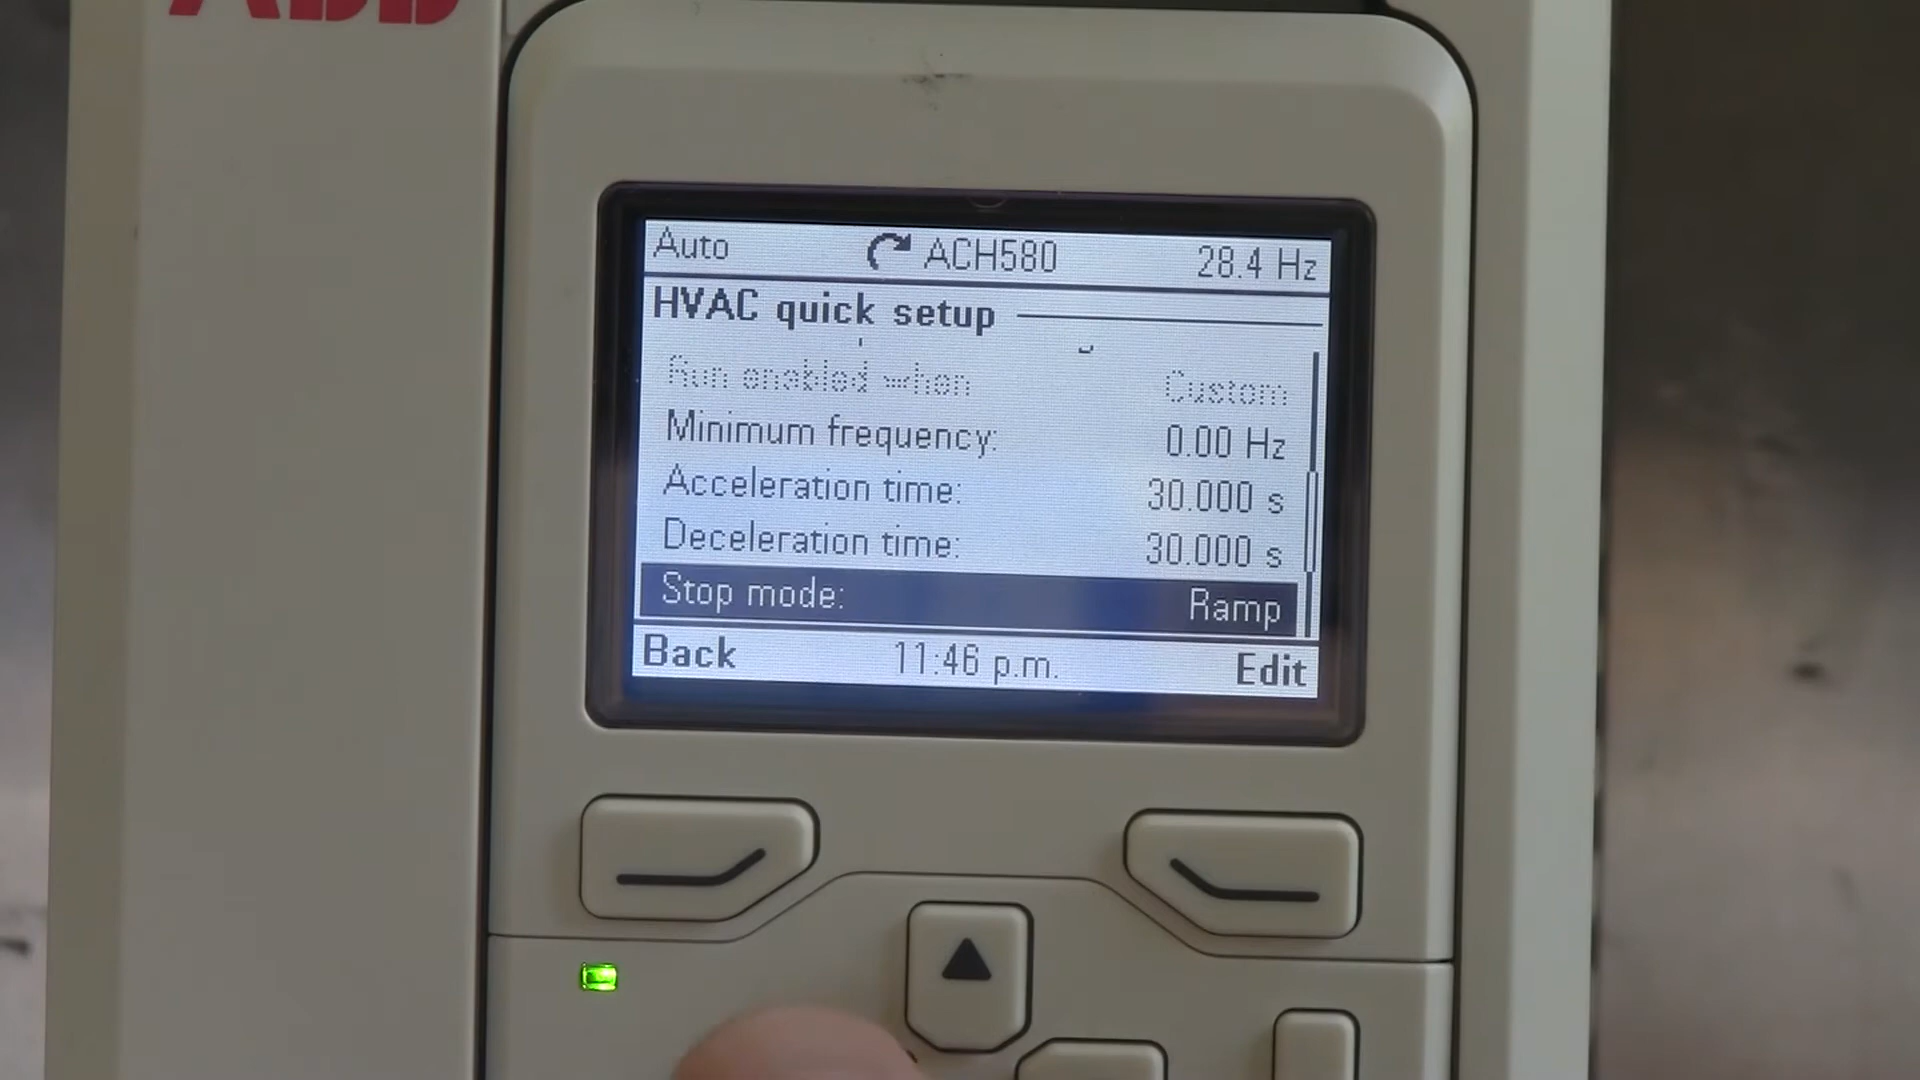 ABB
Auto ACH580 28.4 Hz
HVAC quick setup
Run enabled when Custom
Minimum frequency: 0.00 Hz
Acceleration time: 30.000 s
Deceleration time: 30.000 s
Stop mode: Ramp
Back 11:46 p.m. Edit